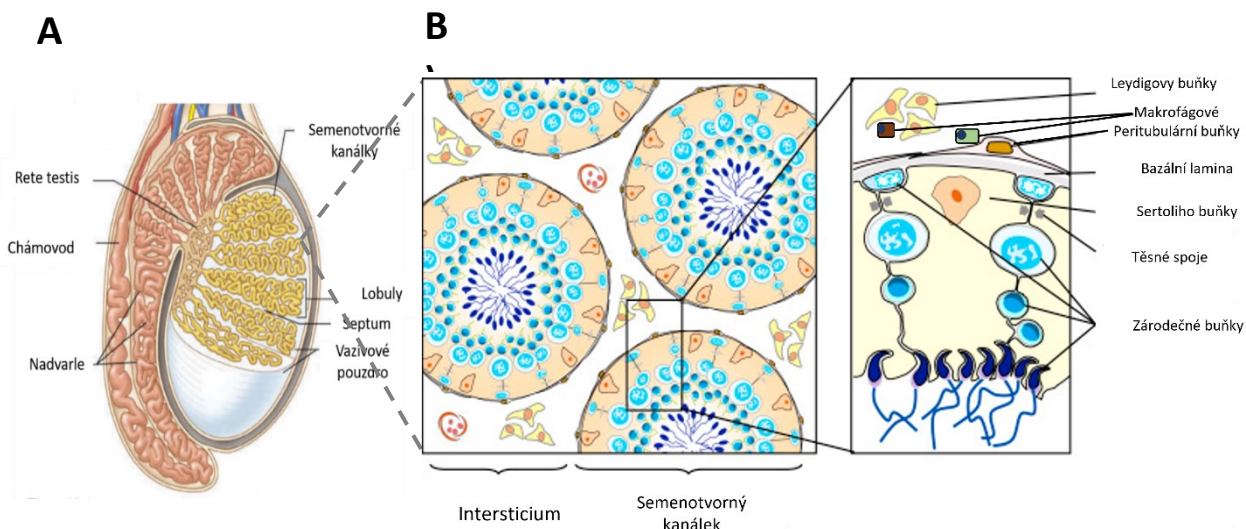 A
B
Semenotvorné
kanálky
Rete testis
Chámovod
Lobuly
Septum
Nadvarle
Vazivové
pouzdro
Intersticium
Semenotvorný
kanálek
Leydigovy buňky
Makrofágové
Peritubulární buňky
Bazální lamina
Sertoliho buňky
Těsné spoje
Zárodečné buňky